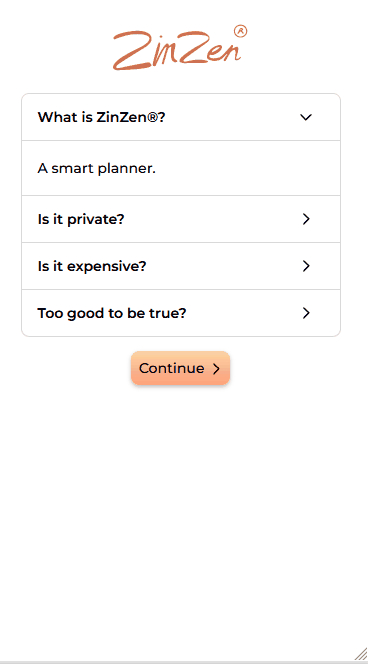 ZinZen®
What is ZinZen®?
A smart planner.
Is it private?
Is it expensive?
Too good to be true?
Continue